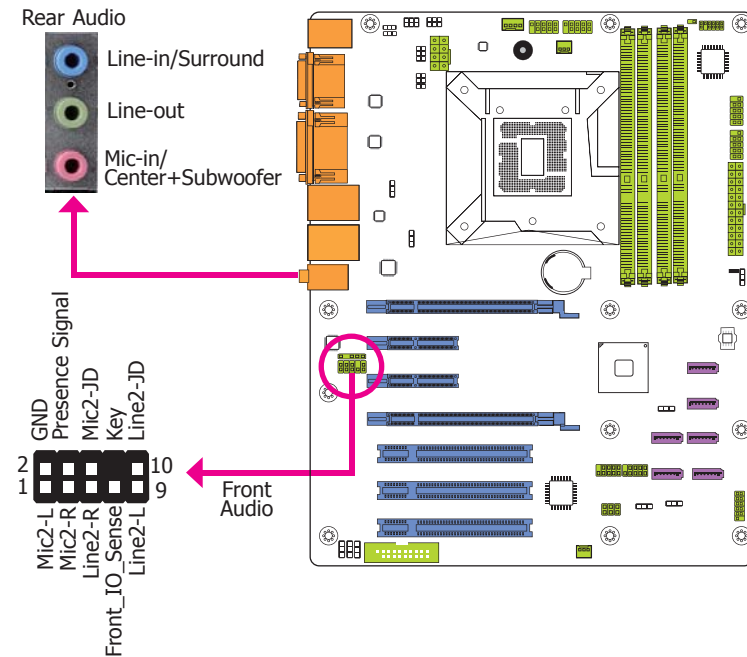 Rear Audio
Line-in/Surround
Line-out
Mic-in/
Center+Subwoofer
GND
Presence Signal
Mic2-JD
Key
Line2-JD
2
10
1
9
Mic2-L
Mic2-R
Line2-R
Front_IO_Sense
Line2-L
Front
Audio